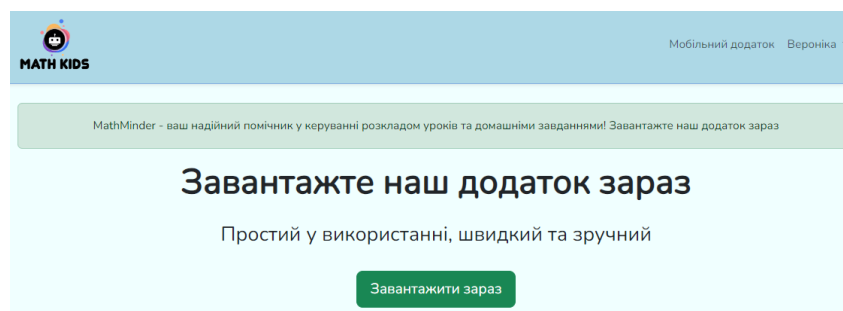 MATH KIDS
Мобільний додаток Вероніка
MathMinder - ваш надійний помічник у керуванні розкладом уроків та домашніми завданнями! Завантажте наш додаток зараз
Завантажте наш додаток зараз
Простий у використанні, швидкий та зручний
Завантажити зараз